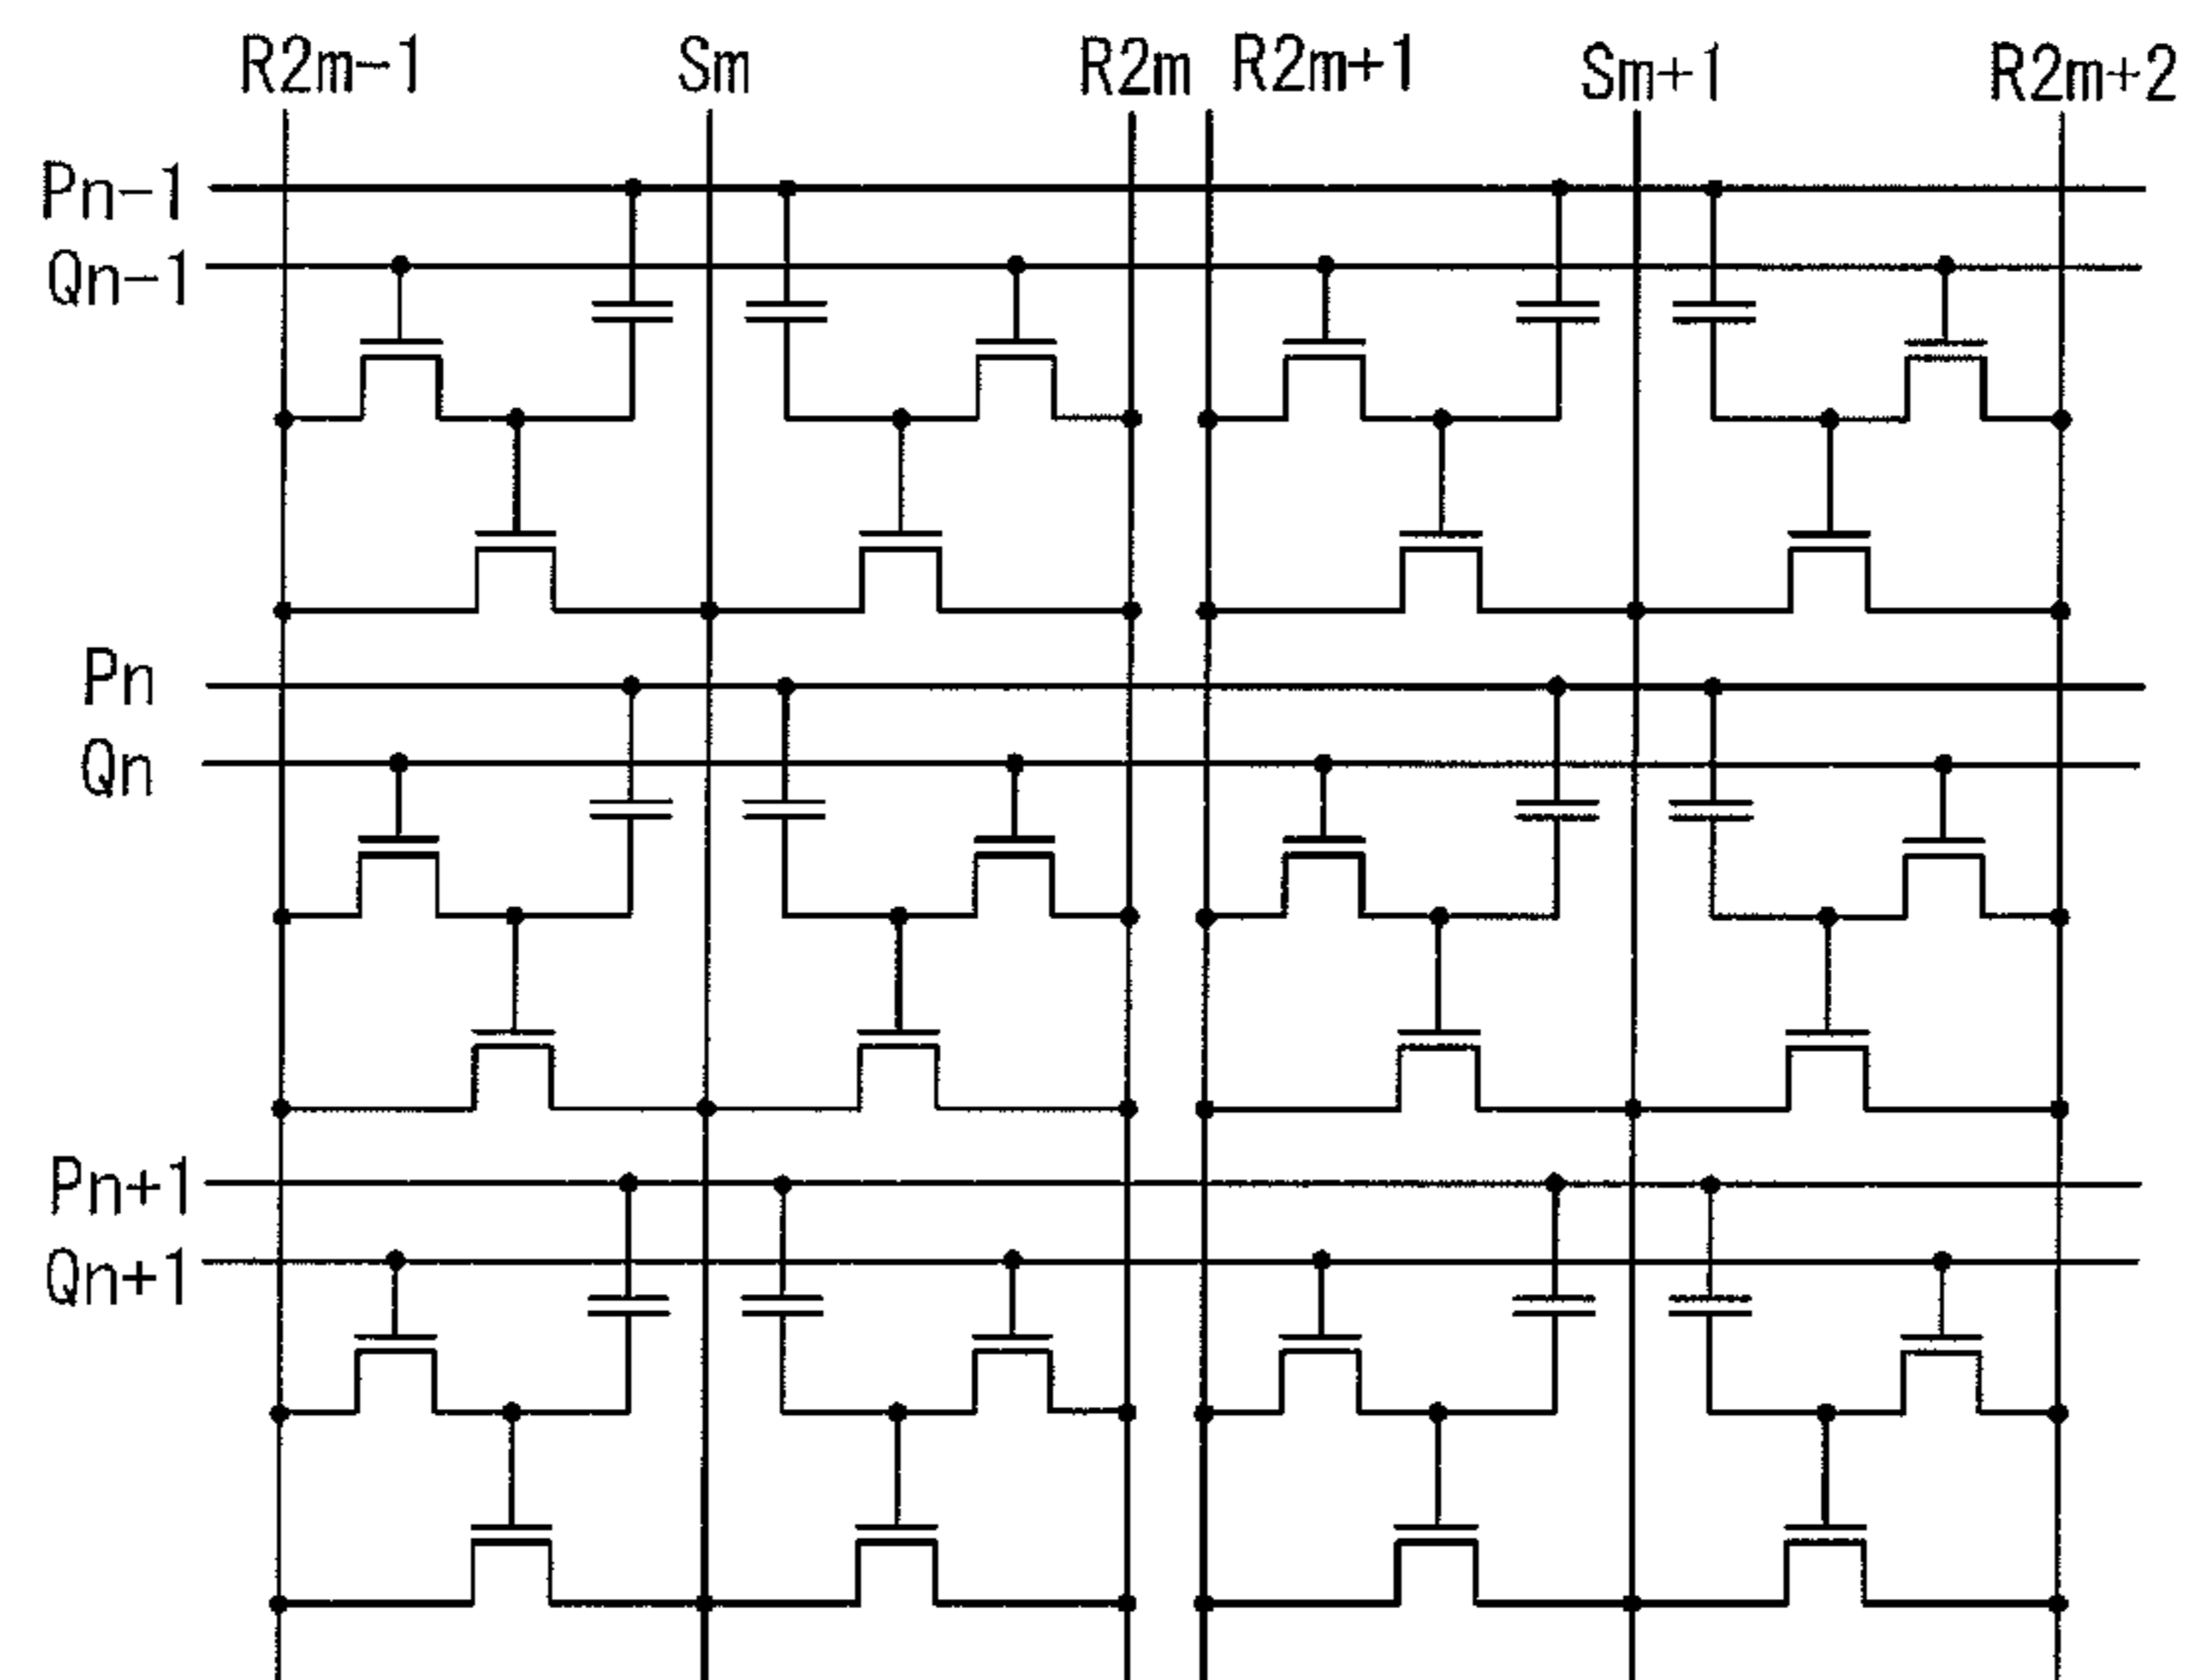 R2m-1 Sm R2m R2m+1 Sm+1 R2m+2
Pn-1
Qn-1
Pn
Qn
Pn+1
Qn+1